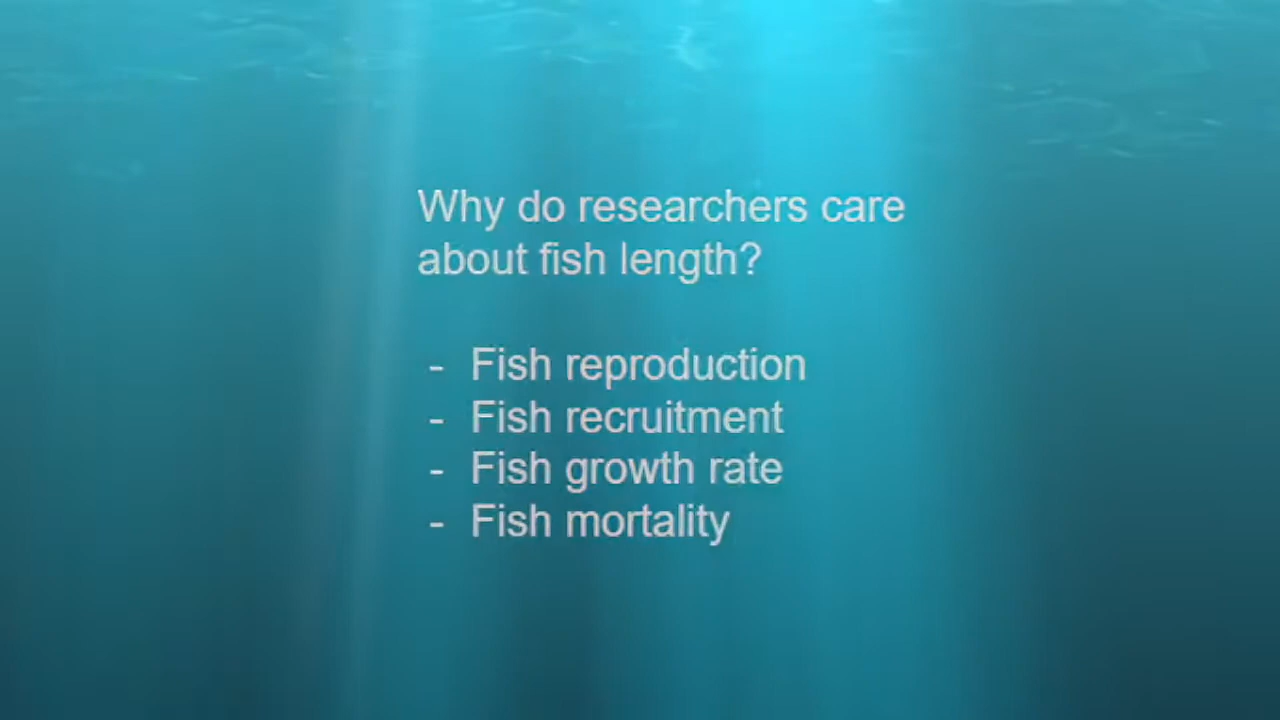 Why do researchers care
about fish length?
- Fish reproduction
- Fish recruitment
- Fish growth rate
- Fish mortality